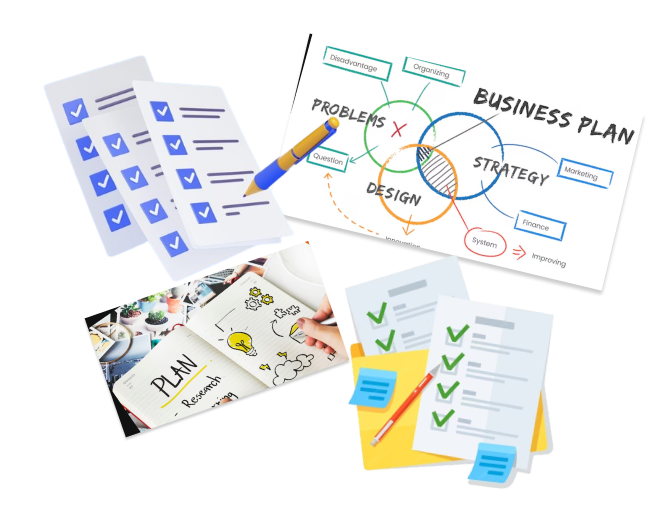 Disadvantage
Organizing
BUSINESS PLAN
PROBLEMS
Question
STRATEGY
Marketing
DESIGN
Finance
System
Improving
PLAN
Research